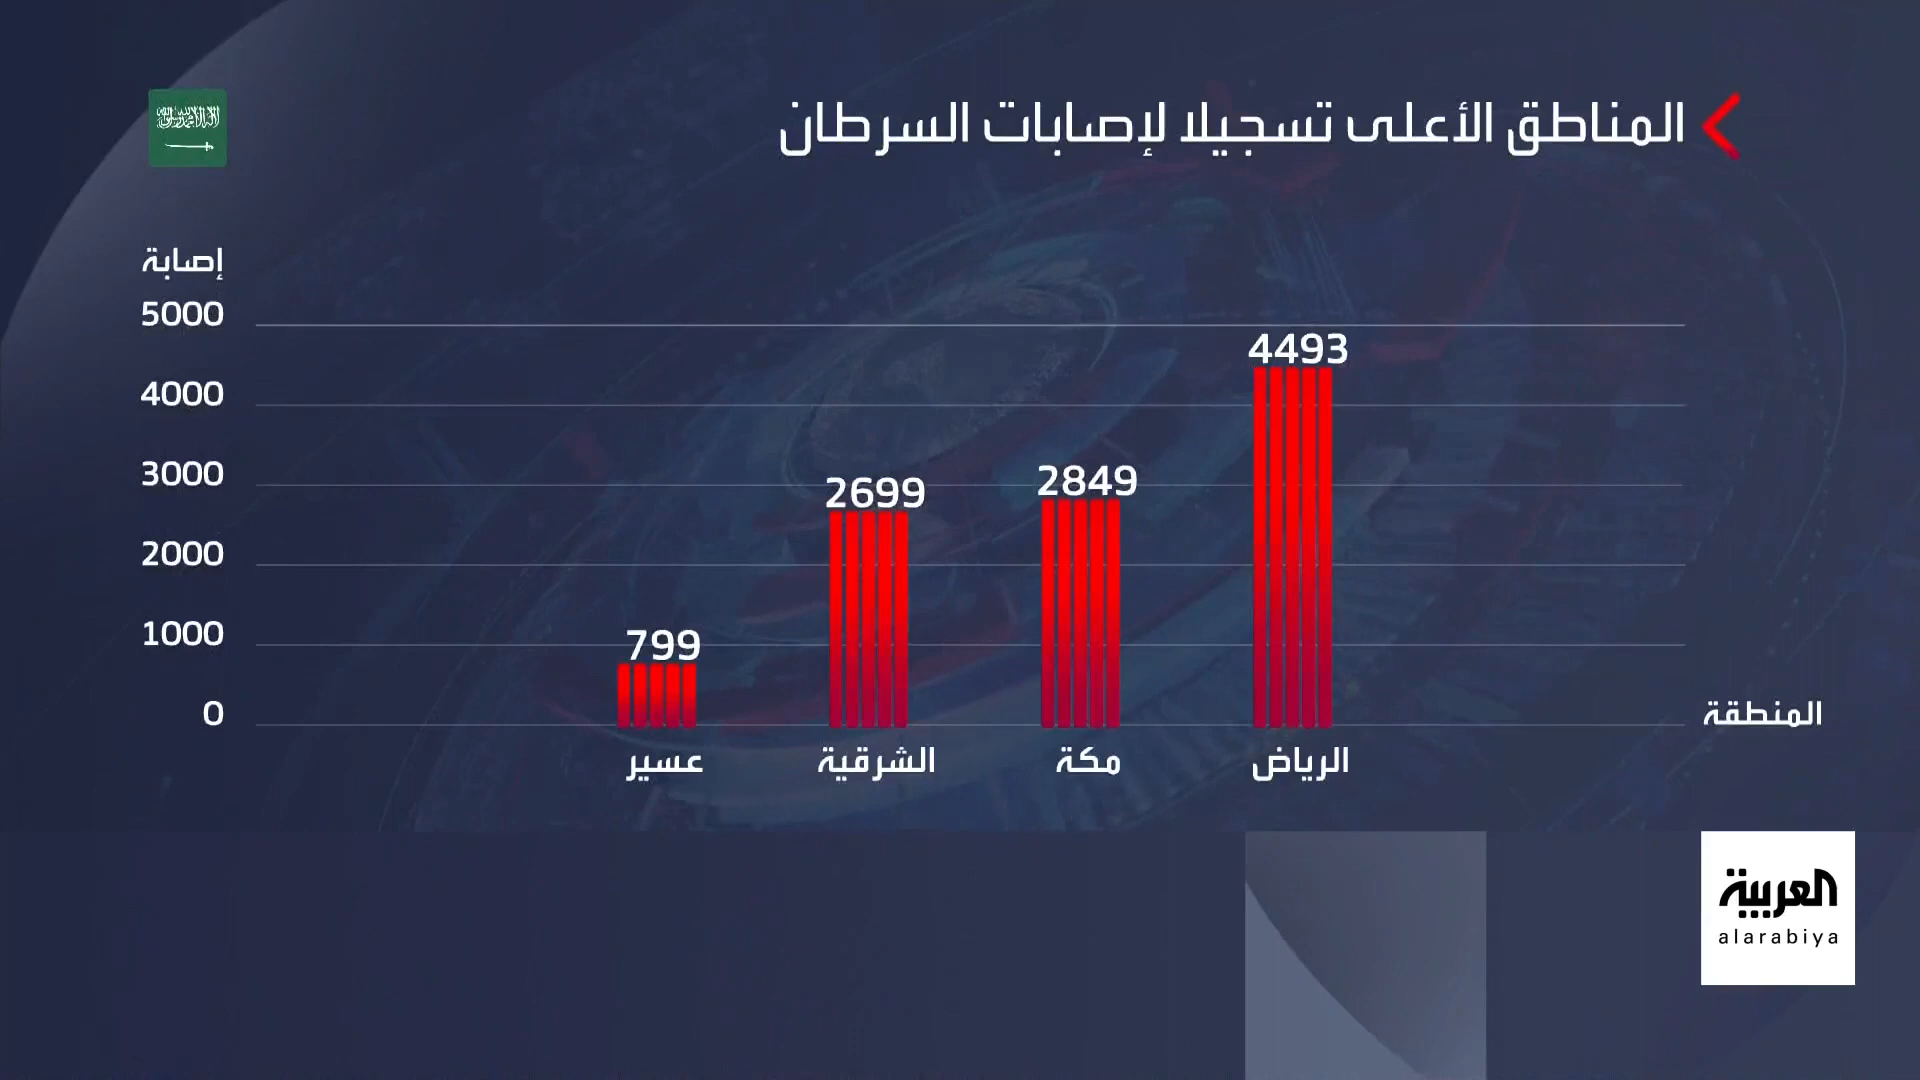 المناطق الأعلى تسجيلا لإصابات السرطان
إصابة
5000
4000
3000
2000
1000
0
4493
2849
2699
799
المنطقة
الرياض
مكة
الشرقية
عسير
العربية
alarabiya